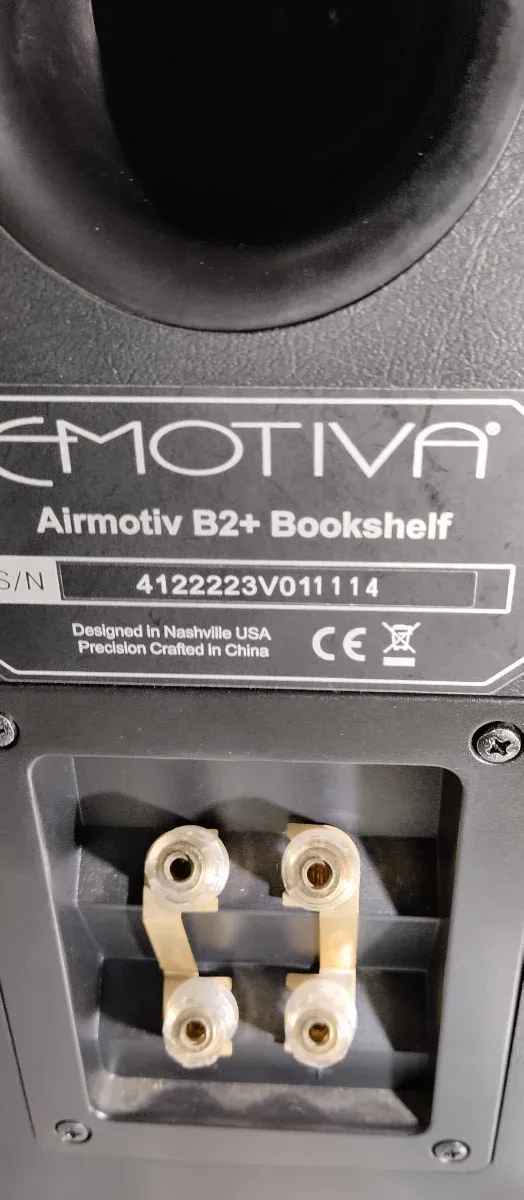 EMOTIVA®
Airmotiv B2+ Bookshelf
S/N 4122223V011114
Designed in Nashville USA
Precision Crafted in China
CE